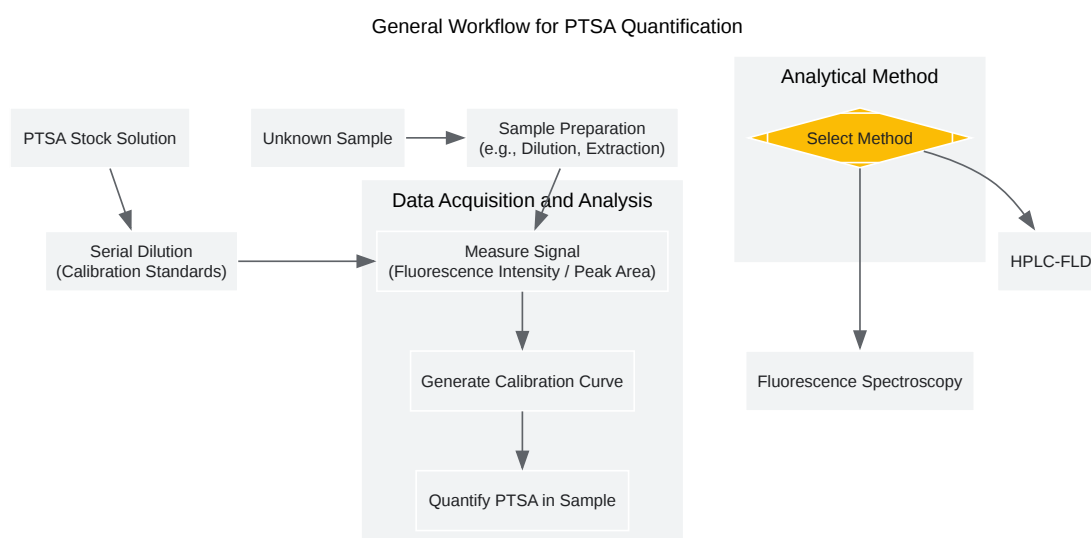 General Workflow for PTSA Quantification
Analytical Method
PTSA Stock Solution
Unknown Sample
Sample Preparation
(e.g., Dilution, Extraction)
Select Method
Data Acquisition and Analysis
Serial Dilution
(Calibration Standards)
Measure Signal
(Fluorescence Intensity / Peak Area)
HPLC-FLD
Generate Calibration Curve
Fluorescence Spectroscopy
Quantify PTSA in Sample